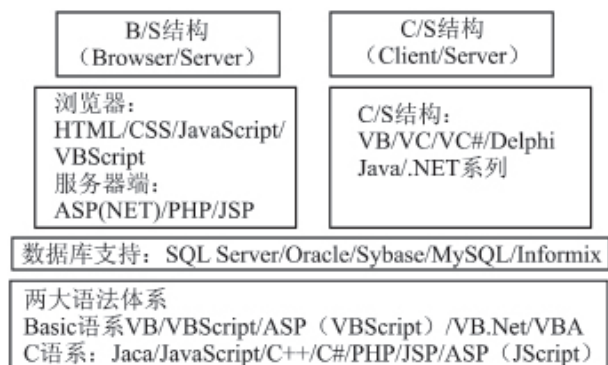 B/S结构
（Browser/Server）
C/S结构
（Client/Server）
浏览器：
HTML/CSS/JavaScript/
VBScript
服务器端：
ASP(NET)/PHP/JSP
C/S结构：
VB/VC/VC#/Delphi
Java/.NET系列
数据库支持：SQL Server/Oracle/Sybase/MySQL/Informix
两大语法体系
Basic语系VB/VBScript/ASP（VBScript）/VB.Net/VBA
C语系：Jaca/JavaScript/C++/C#/PHP/JSP/ASP（JScript）